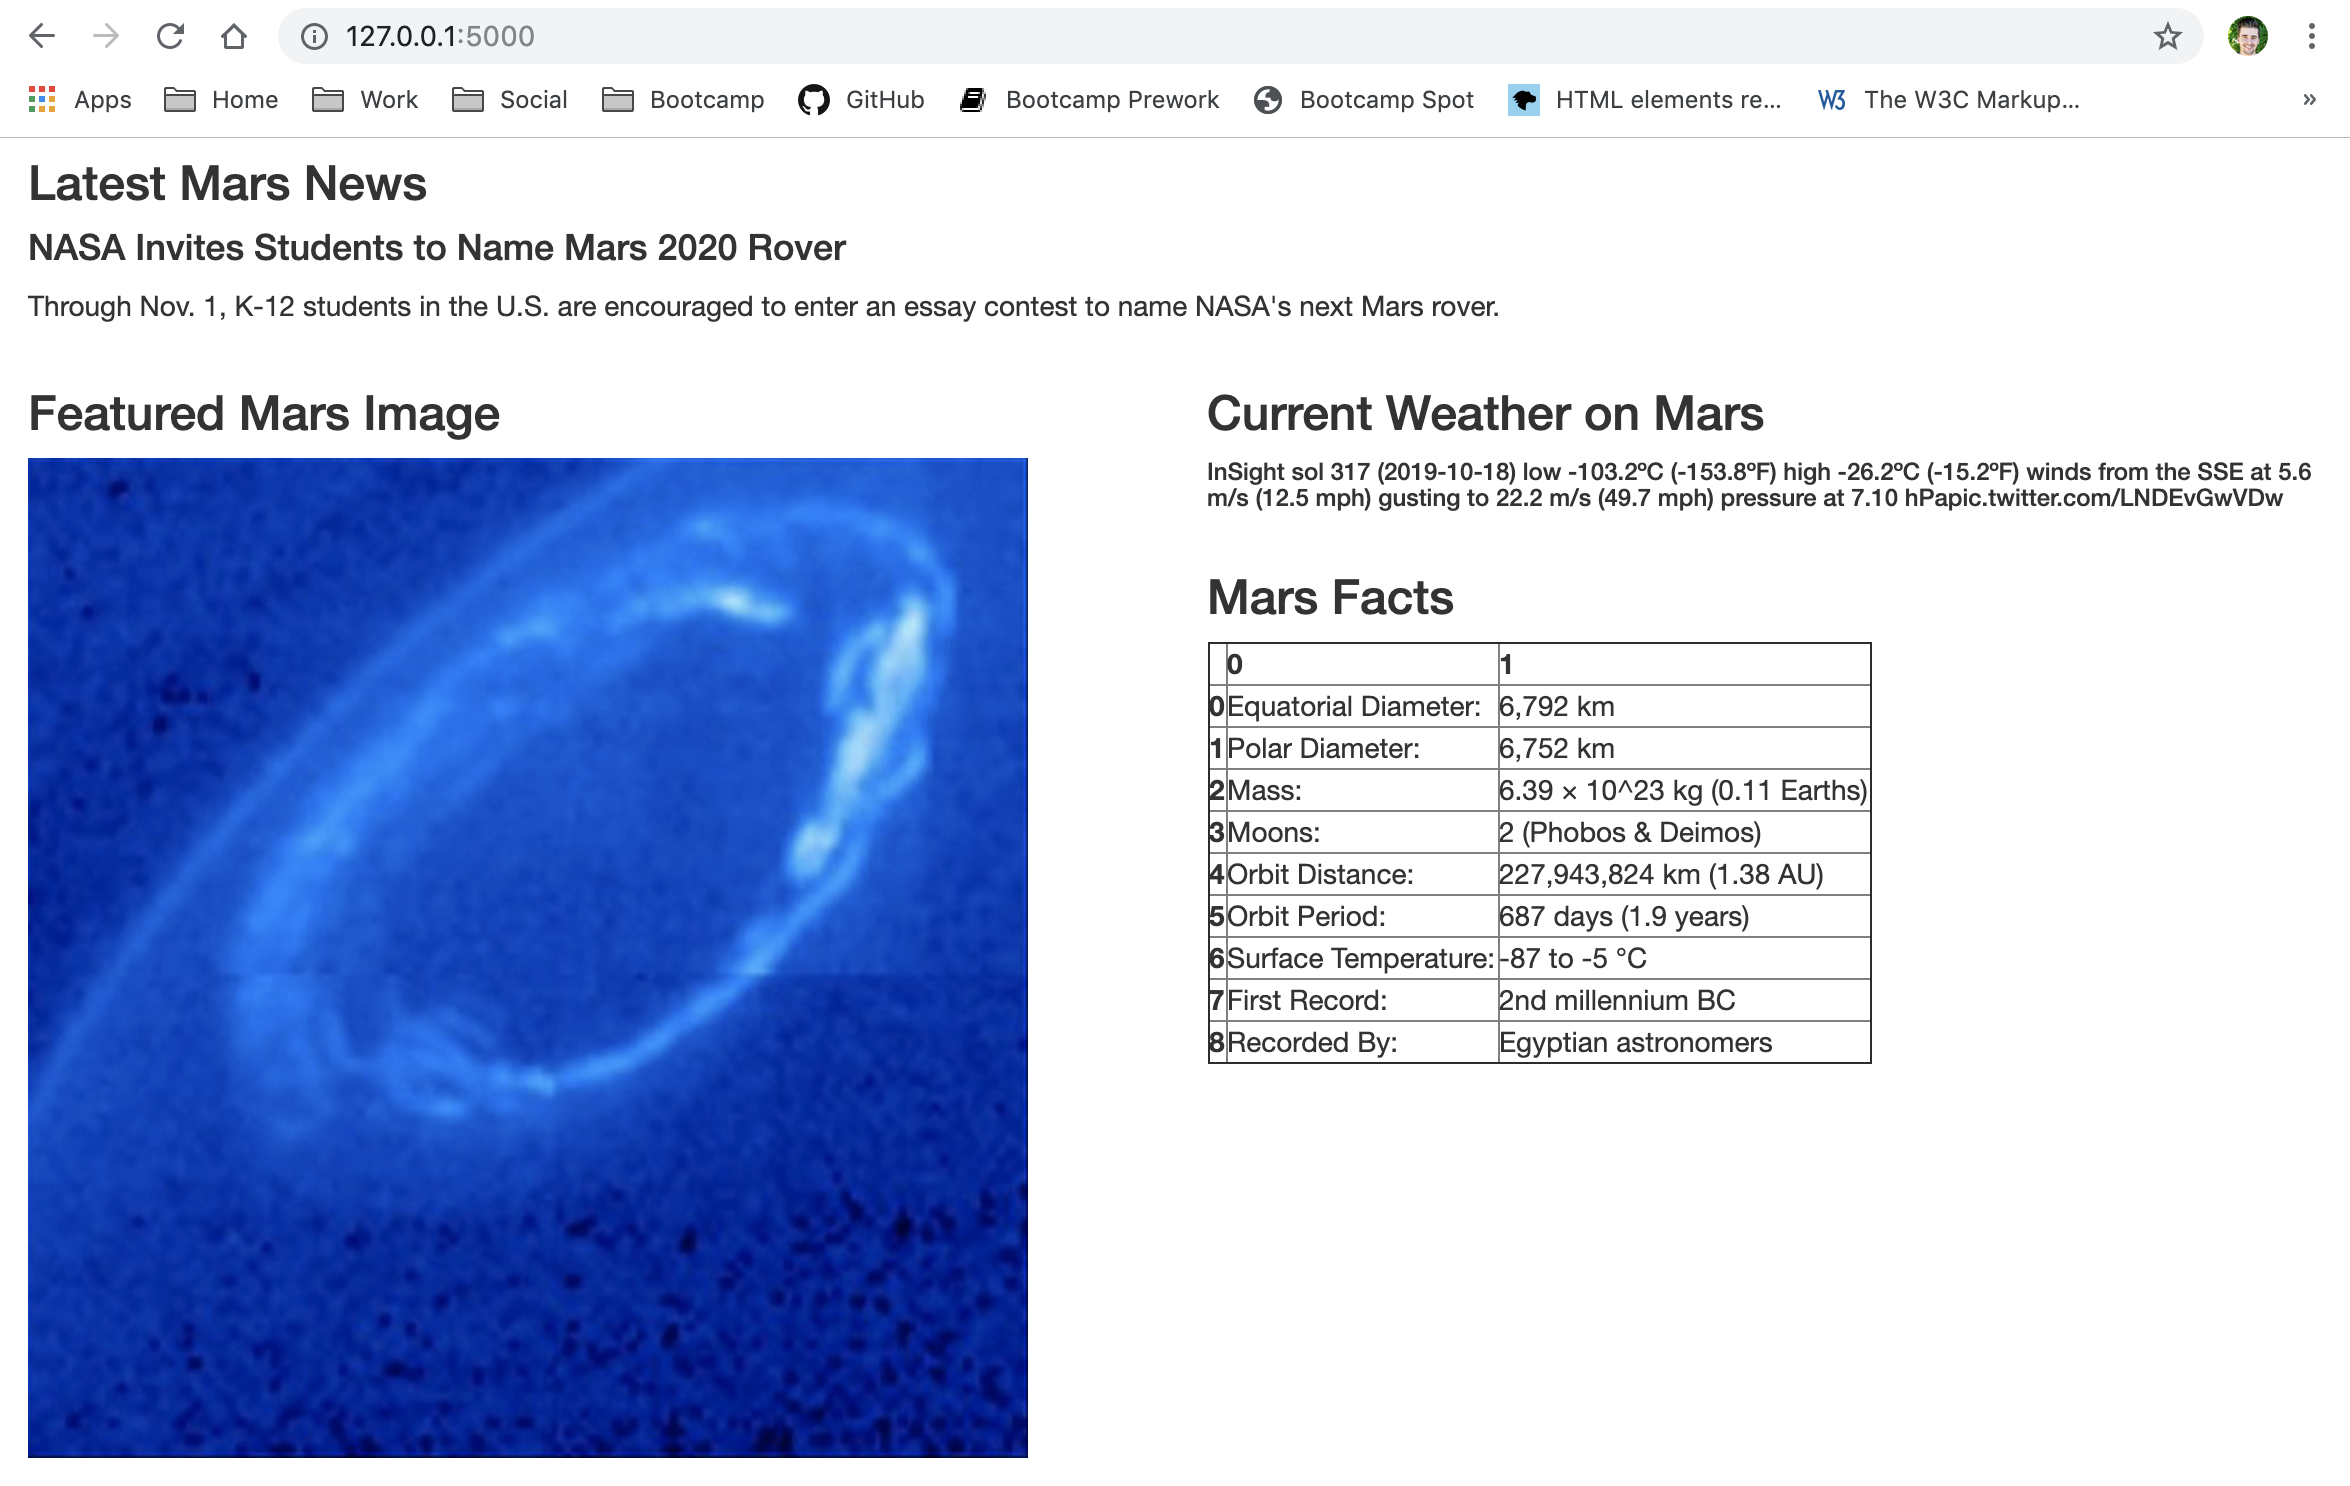 127.0.0.1:5000
Apps Home Work Social Bootcamp GitHub Bootcamp Prework Bootcamp Spot HTML elements re... The W3C Markup... »
Latest Mars News
NASA Invites Students to Name Mars 2020 Rover
Through Nov. 1, K-12 students in the U.S. are encouraged to enter an essay contest to name NASA's next Mars rover.
Featured Mars Image
Current Weather on Mars
InSight sol 317 (2019-10-18) low -103.2ºC (-153.8ºF) high -26.2ºC (-15.2ºF) winds from the SSE at 5.6
m/s (12.5 mph) gusting to 22.2 m/s (49.7 mph) pressure at 7.10 hPapic.twitter.com/LNDEvGwVDw
Mars Facts
0 1
0 Equatorial Diameter: 6,792 km
1 Polar Diameter: 6,752 km
2 Mass: 6.39 × 10^23 kg (0.11 Earths)
3 Moons: 2 (Phobos & Deimos)
4 Orbit Distance: 227,943,824 km (1.38 AU)
5 Orbit Period: 687 days (1.9 years)
6 Surface Temperature: -87 to -5 °C
7 First Record: 2nd millennium BC
8 Recorded By: Egyptian astronomers